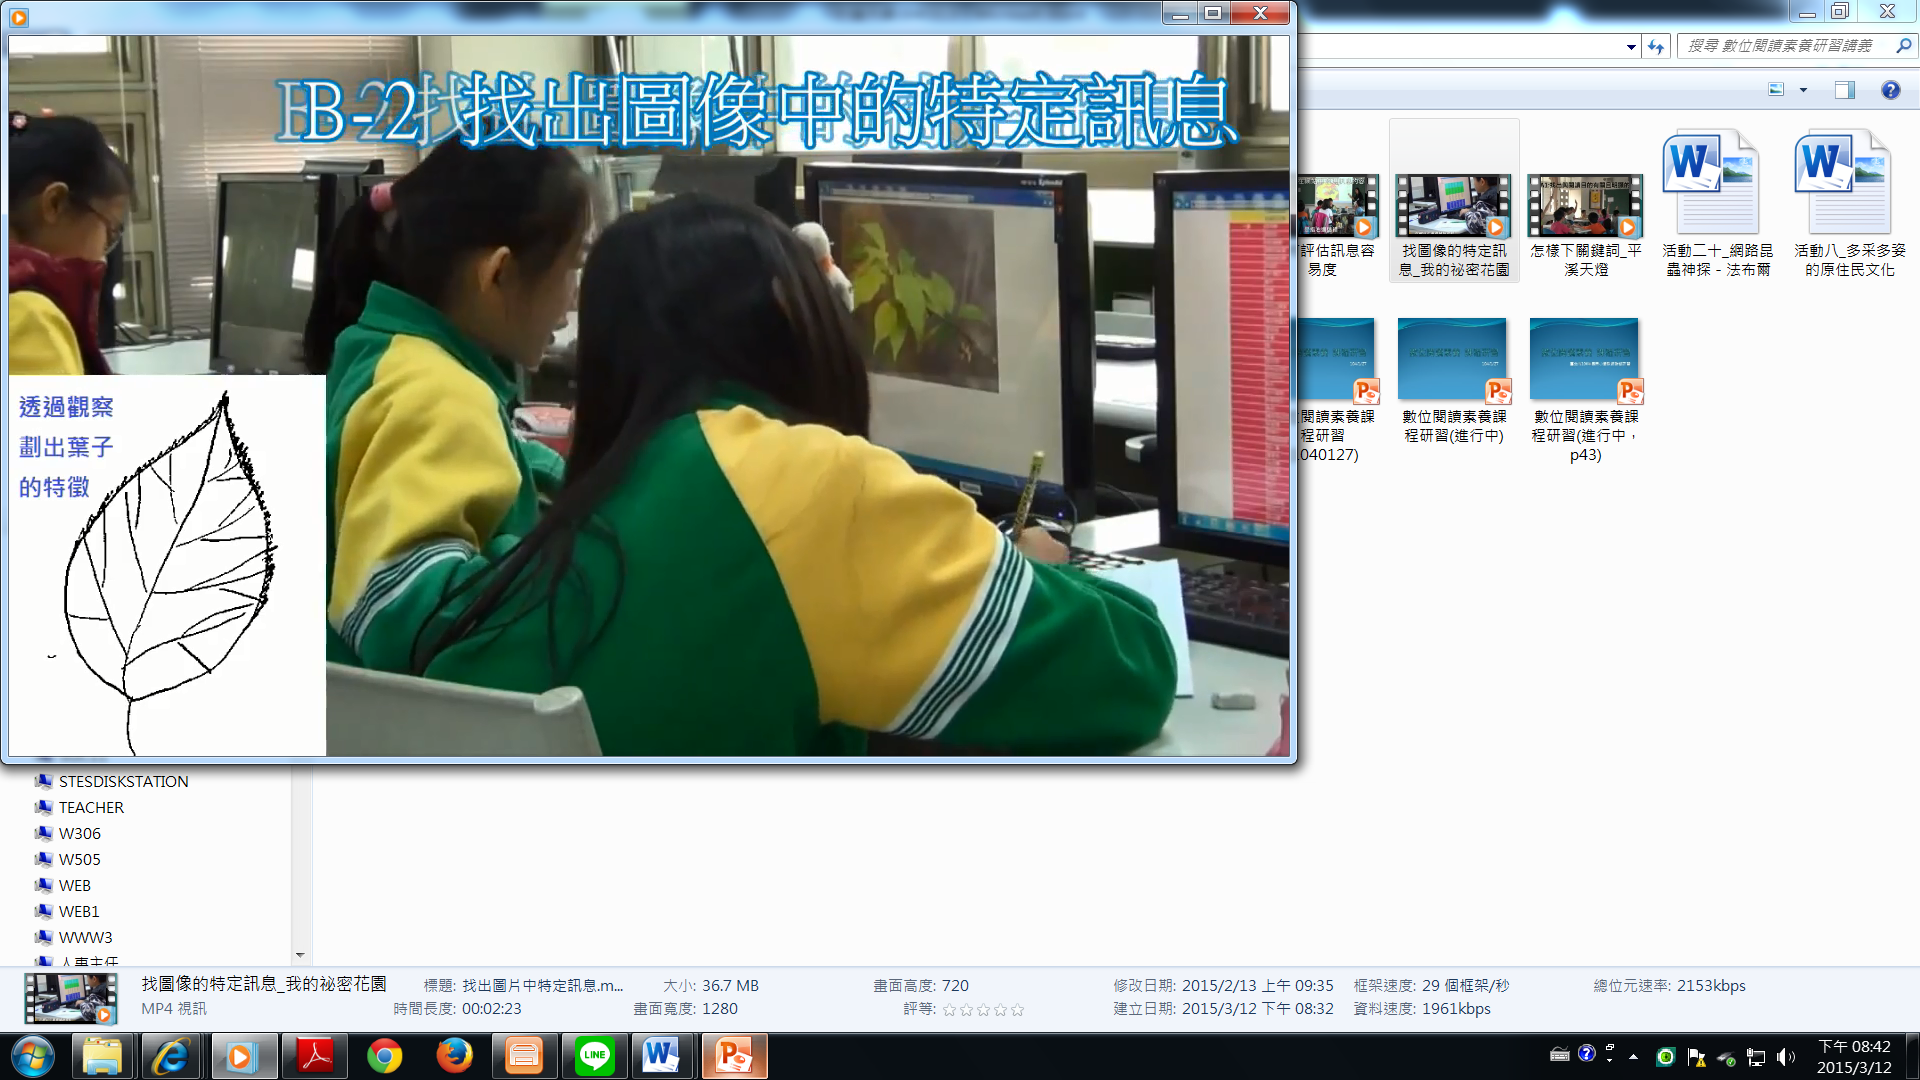 搜尋 數位閱讀素養研習講義
B-2 找出圖像中的特定訊息
透過觀察
劃出葉子
的特徵
評估訊息容
易度
找圖像的特定訊
息_我的祕密花園
怎樣下關鍵詞_平
溪天燈
活動二十_網路昆
蟲神探 - 法布爾
活動八_多采多姿
的原住民文化
閱讀素養課
程研習
040127)
數位閱讀素養課
程研習(進行中)
數位閱讀素養課
程研習(進行中，
p43)
STESDISKSTATION
TEACHER
W306
W505
WEB
WEB1
WWW3
人事主任
找圖像的特定訊息_我的祕密花園
MP4 視訊
標題: 找出圖片中特定訊息.m...
時間長度: 00:02:23
大小: 36.7 MB
畫面寬度: 1280
畫面高度: 720
評等:
修改日期: 2015/2/13 上午 09:35
建立日期: 2015/3/12 下午 08:32
框架速度: 29 個框架/秒
資料速度: 1961kbps
總位元速率: 2153kbps
LINE
下午 08:42
2015/3/12